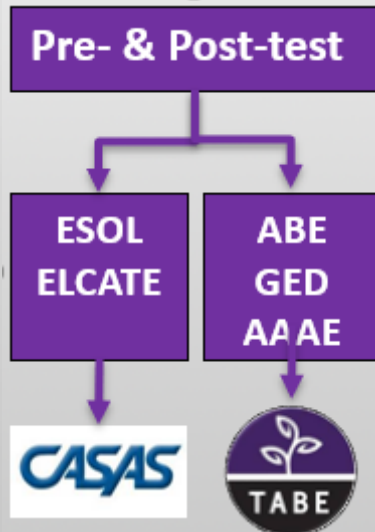 Pre- & Post-test
ESOL
ELCATE
ABE
GED
AAAE
CASAS
TABE